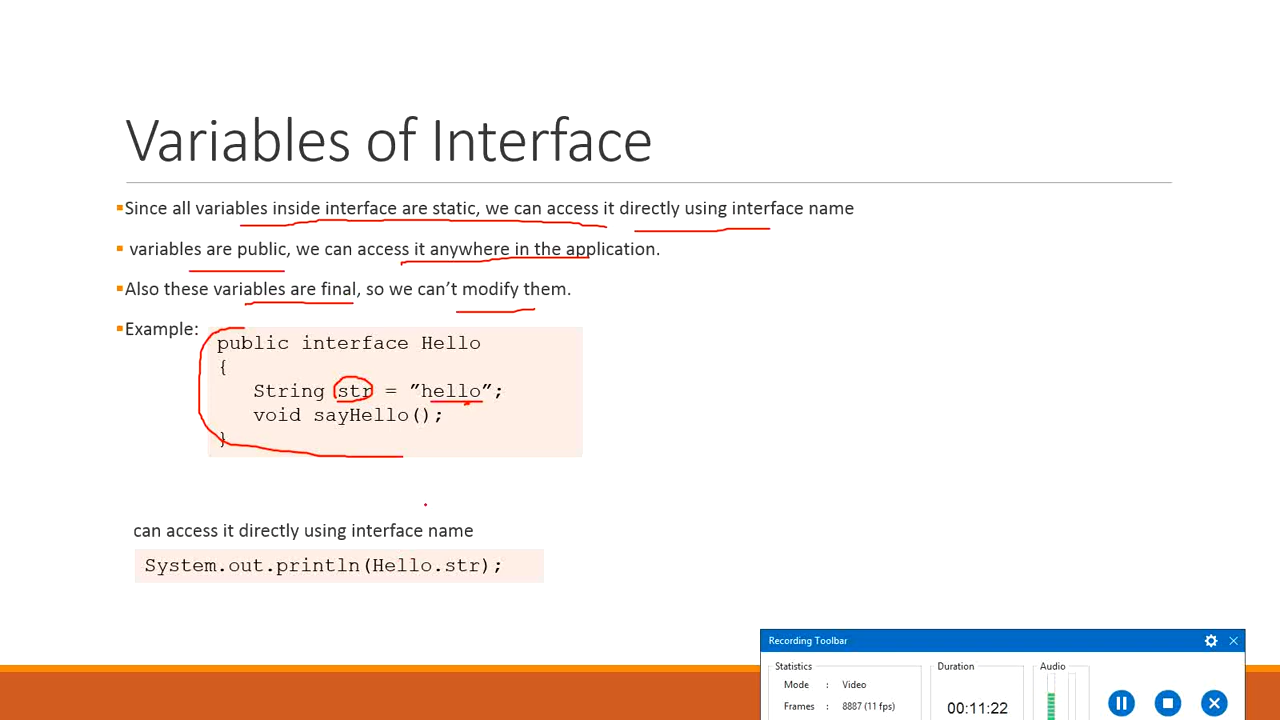 Variables of Interface
Since all variables inside interface are static, we can access it directly using interface name
variables are public, we can access it anywhere in the application.
Also these variables are final, so we can’t modify them.
Example:
public interface Hello
{
String str = ”hello”;
void sayHello();
}
can access it directly using interface name
System.out.println(Hello.str);
Recording Toolbar
Statistics
Duration
Audio
Mode : Video
Frames : 8887 (11 fps)
00:11:22